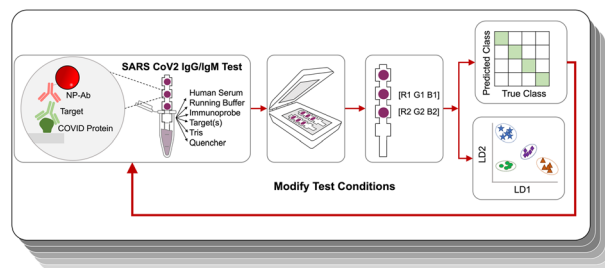 SARS CoV2 IgG/IgM Test
NP-Ab
Target
COVID Protein
Human Serum
Running Buffer
Immunoprobe
Target(s)
Tris
Quencher
[R1 G1 B1]
[R2 G2 B2]
Predicted Class
True Class
LD2
LD1
Modify Test Conditions